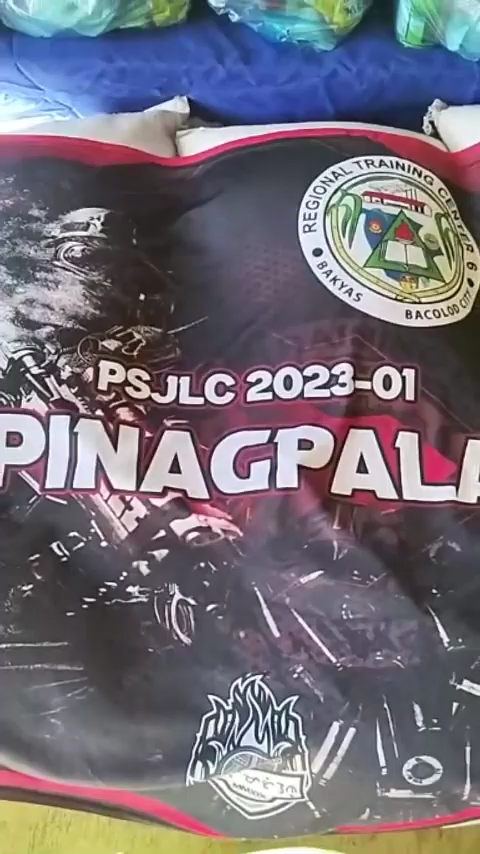 REGIONAL TRAINING CENTER 6
BAKYAS BACOLOD CITY
PSJLC 2023-01
PINAGPALA